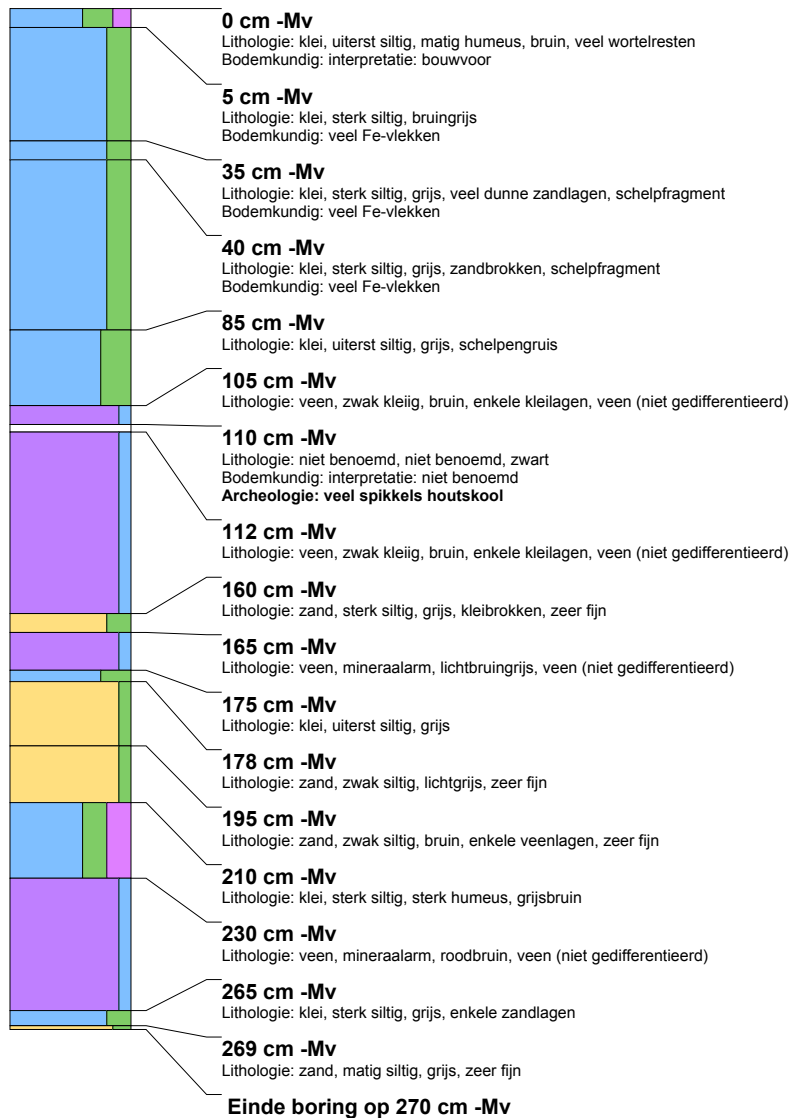 0 cm -Mv
Lithologie: klei, uiterst siltig, matig humeus, bruin, veel wortelresten
Bodemkundig: interpretatie: bouwvoor
5 cm -Mv
Lithologie: klei, sterk siltig, bruingrijs
Bodemkundig: veel Fe-vlekken
35 cm -Mv
Lithologie: klei, sterk siltig, grijs, veel dunne zandlagen, schelpfragment
Bodemkundig: veel Fe-vlekken
40 cm -Mv
Lithologie: klei, sterk siltig, grijs, zandbrokken, schelpfragment
Bodemkundig: veel Fe-vlekken
85 cm -Mv
Lithologie: klei, uiterst siltig, grijs, schelpengruis
105 cm -Mv
Lithologie: veen, zwak kleiig, bruin, enkele kleilagen, veen (niet gedifferentieerd)
110 cm -Mv
Lithologie: niet benoemd, niet benoemd, zwart
Bodemkundig: interpretatie: niet benoemd
Archeologie: veel spikkels houtskool
112 cm -Mv
Lithologie: veen, zwak kleiig, bruin, enkele kleilagen, veen (niet gedifferentieerd)
160 cm -Mv
Lithologie: zand, sterk siltig, grijs, kleibrokken, zeer fijn
165 cm -Mv
Lithologie: veen, mineraalarm, lichtbruingrijs, veen (niet gedifferentieerd)
175 cm -Mv
Lithologie: klei, uiterst siltig, grijs
178 cm -Mv
Lithologie: zand, zwak siltig, lichtgrijs, zeer fijn
195 cm -Mv
Lithologie: zand, zwak siltig, bruin, enkele veenlagen, zeer fijn
210 cm -Mv
Lithologie: klei, sterk siltig, sterk humeus, grijsbruin
230 cm -Mv
Lithologie: veen, mineraalarm, roodbruin, veen (niet gedifferentieerd)
265 cm -Mv
Lithologie: klei, sterk siltig, grijs, enkele zandlagen
269 cm -Mv
Lithologie: zand, matig siltig, grijs, zeer fijn
Einde boring op 270 cm -Mv